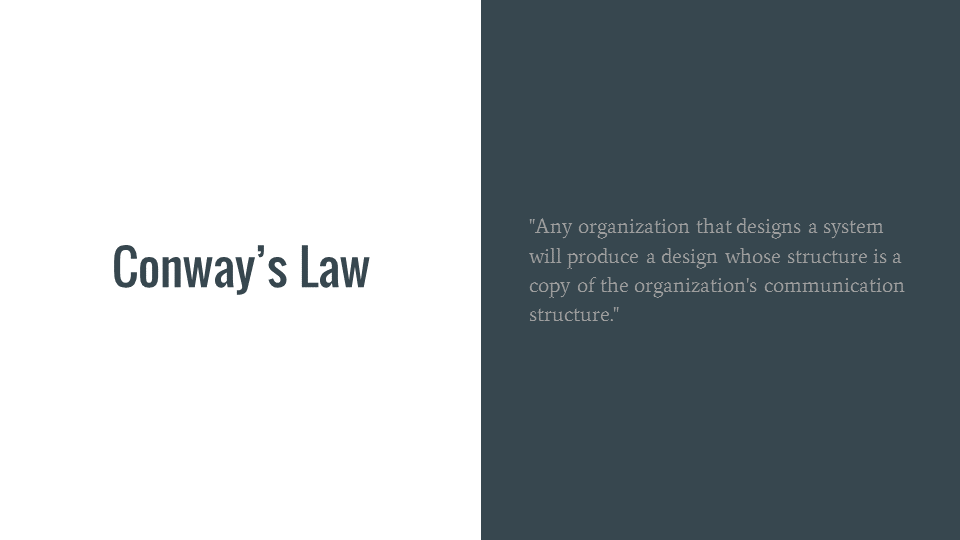 Conway’s Law
"Any organization that designs a system
will produce a design whose structure is a
copy of the organization's communication
structure."